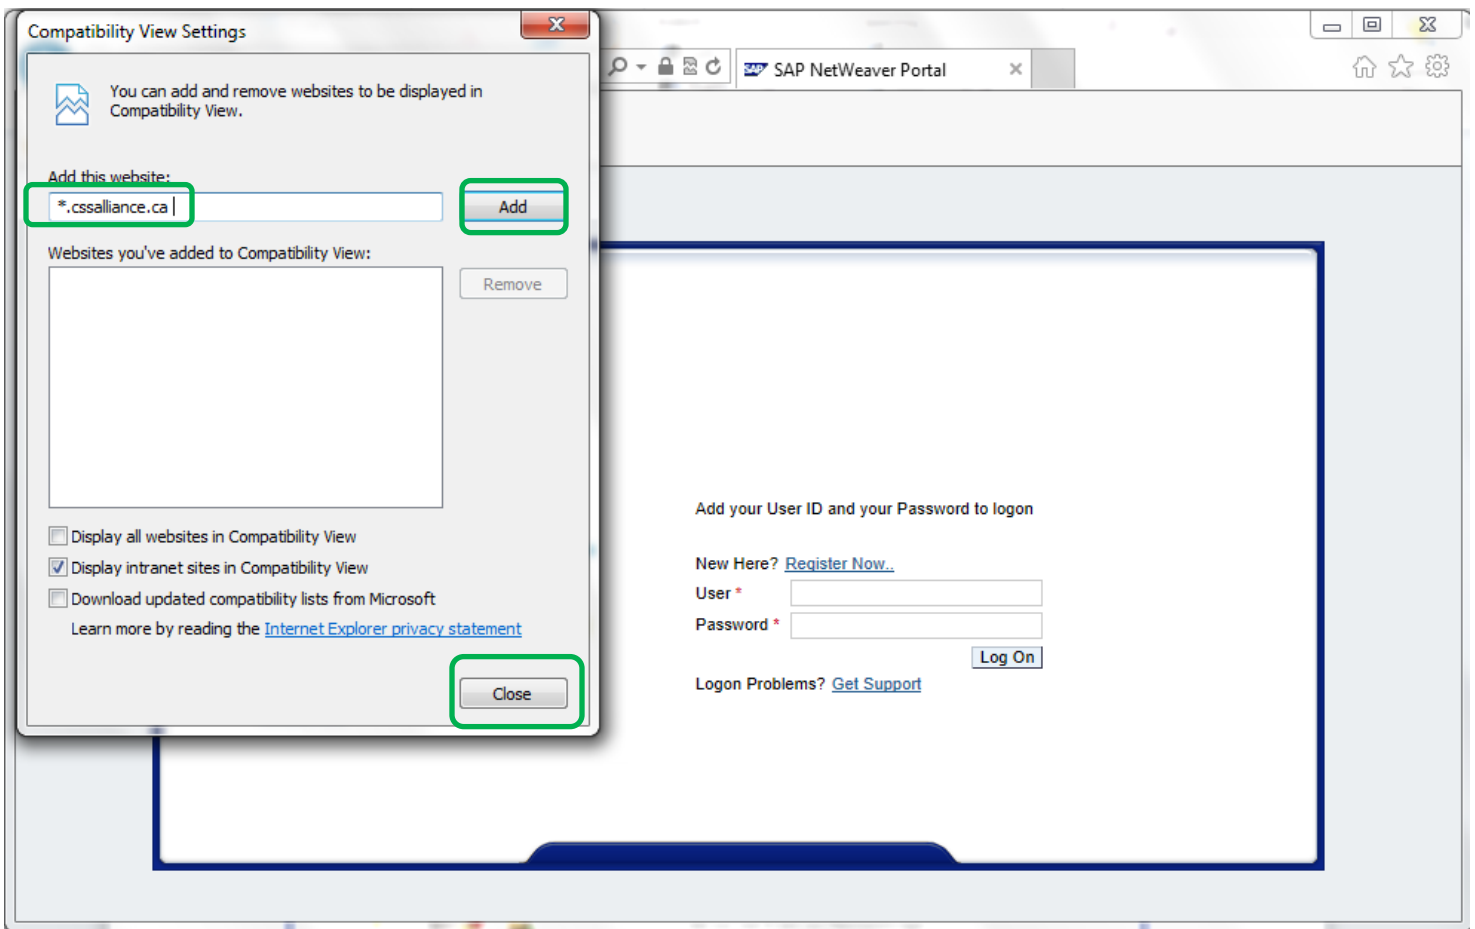 Compatibility View Settings
You can add and remove websites to be displayed in
Compatibility View.
Add this website:
*.cssalliance.ca
Add
Websites you've added to Compatibility View:
Remove
Display all websites in Compatibility View
Display intranet sites in Compatibility View
Download updated compatibility lists from Microsoft
Learn more by reading the Internet Explorer privacy statement
Close
SAP SAP NetWeaver Portal
Add your User ID and your Password to logon
New Here? Register Now..
User *
Password *
Log On
Logon Problems? Get Support